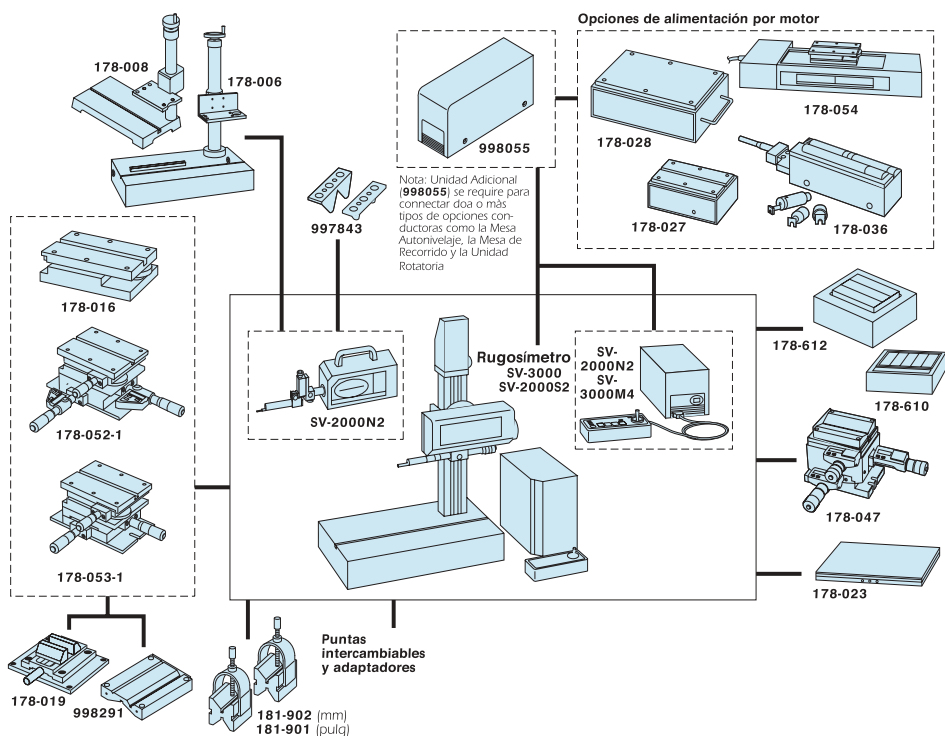 Opciones de alimentación por motor
178-008
178-006
998055
178-028
178-054
178-027
178-036
Nota: Unidad Adicional
(998055) se require para
connectar doa o màs
tipos de opciones con-
ductoras como la Mesa
Autonivelaje, la Mesa de
Recorrido y la Unidad
Rotatoria
997843
178-016
178-052-1
178-053-1
SV-2000N2
Rugosímetro
SV-3000
SV-2000S2
SV-
2000N2
SV-
3000M4
178-612
178-610
178-047
178-023
178-019
998291
181-902 (mm)
181-901 (pulg)
Puntas
intercambiables
y adaptadores